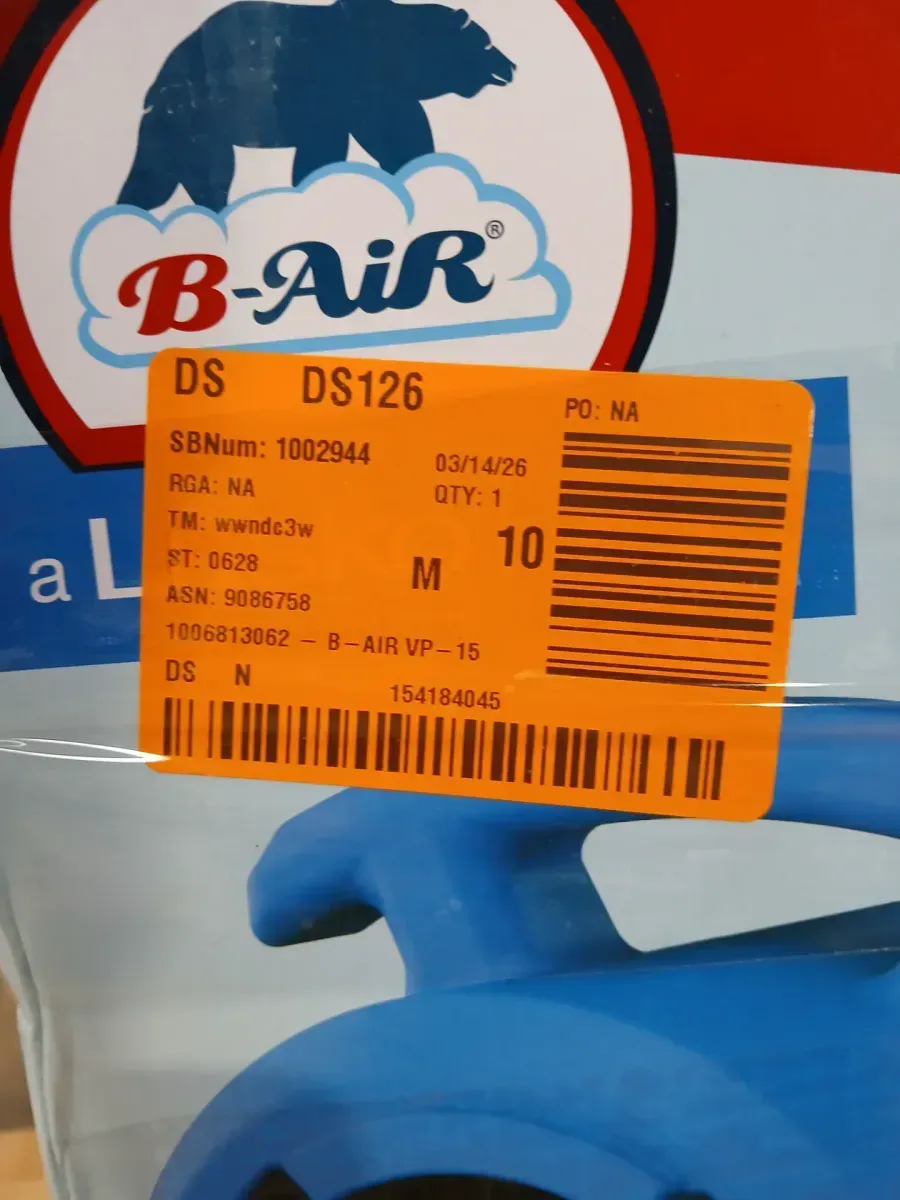 B-AiR®
DS DS126
PO: NA
SBNum: 1002944
03/14/26
RGA: NA
QTY: 1
TM: wwndc3w
10
ST: 0628
M
ASN: 9086758
1006813062 - B-AIR VP-15
DS N
154184045
a L